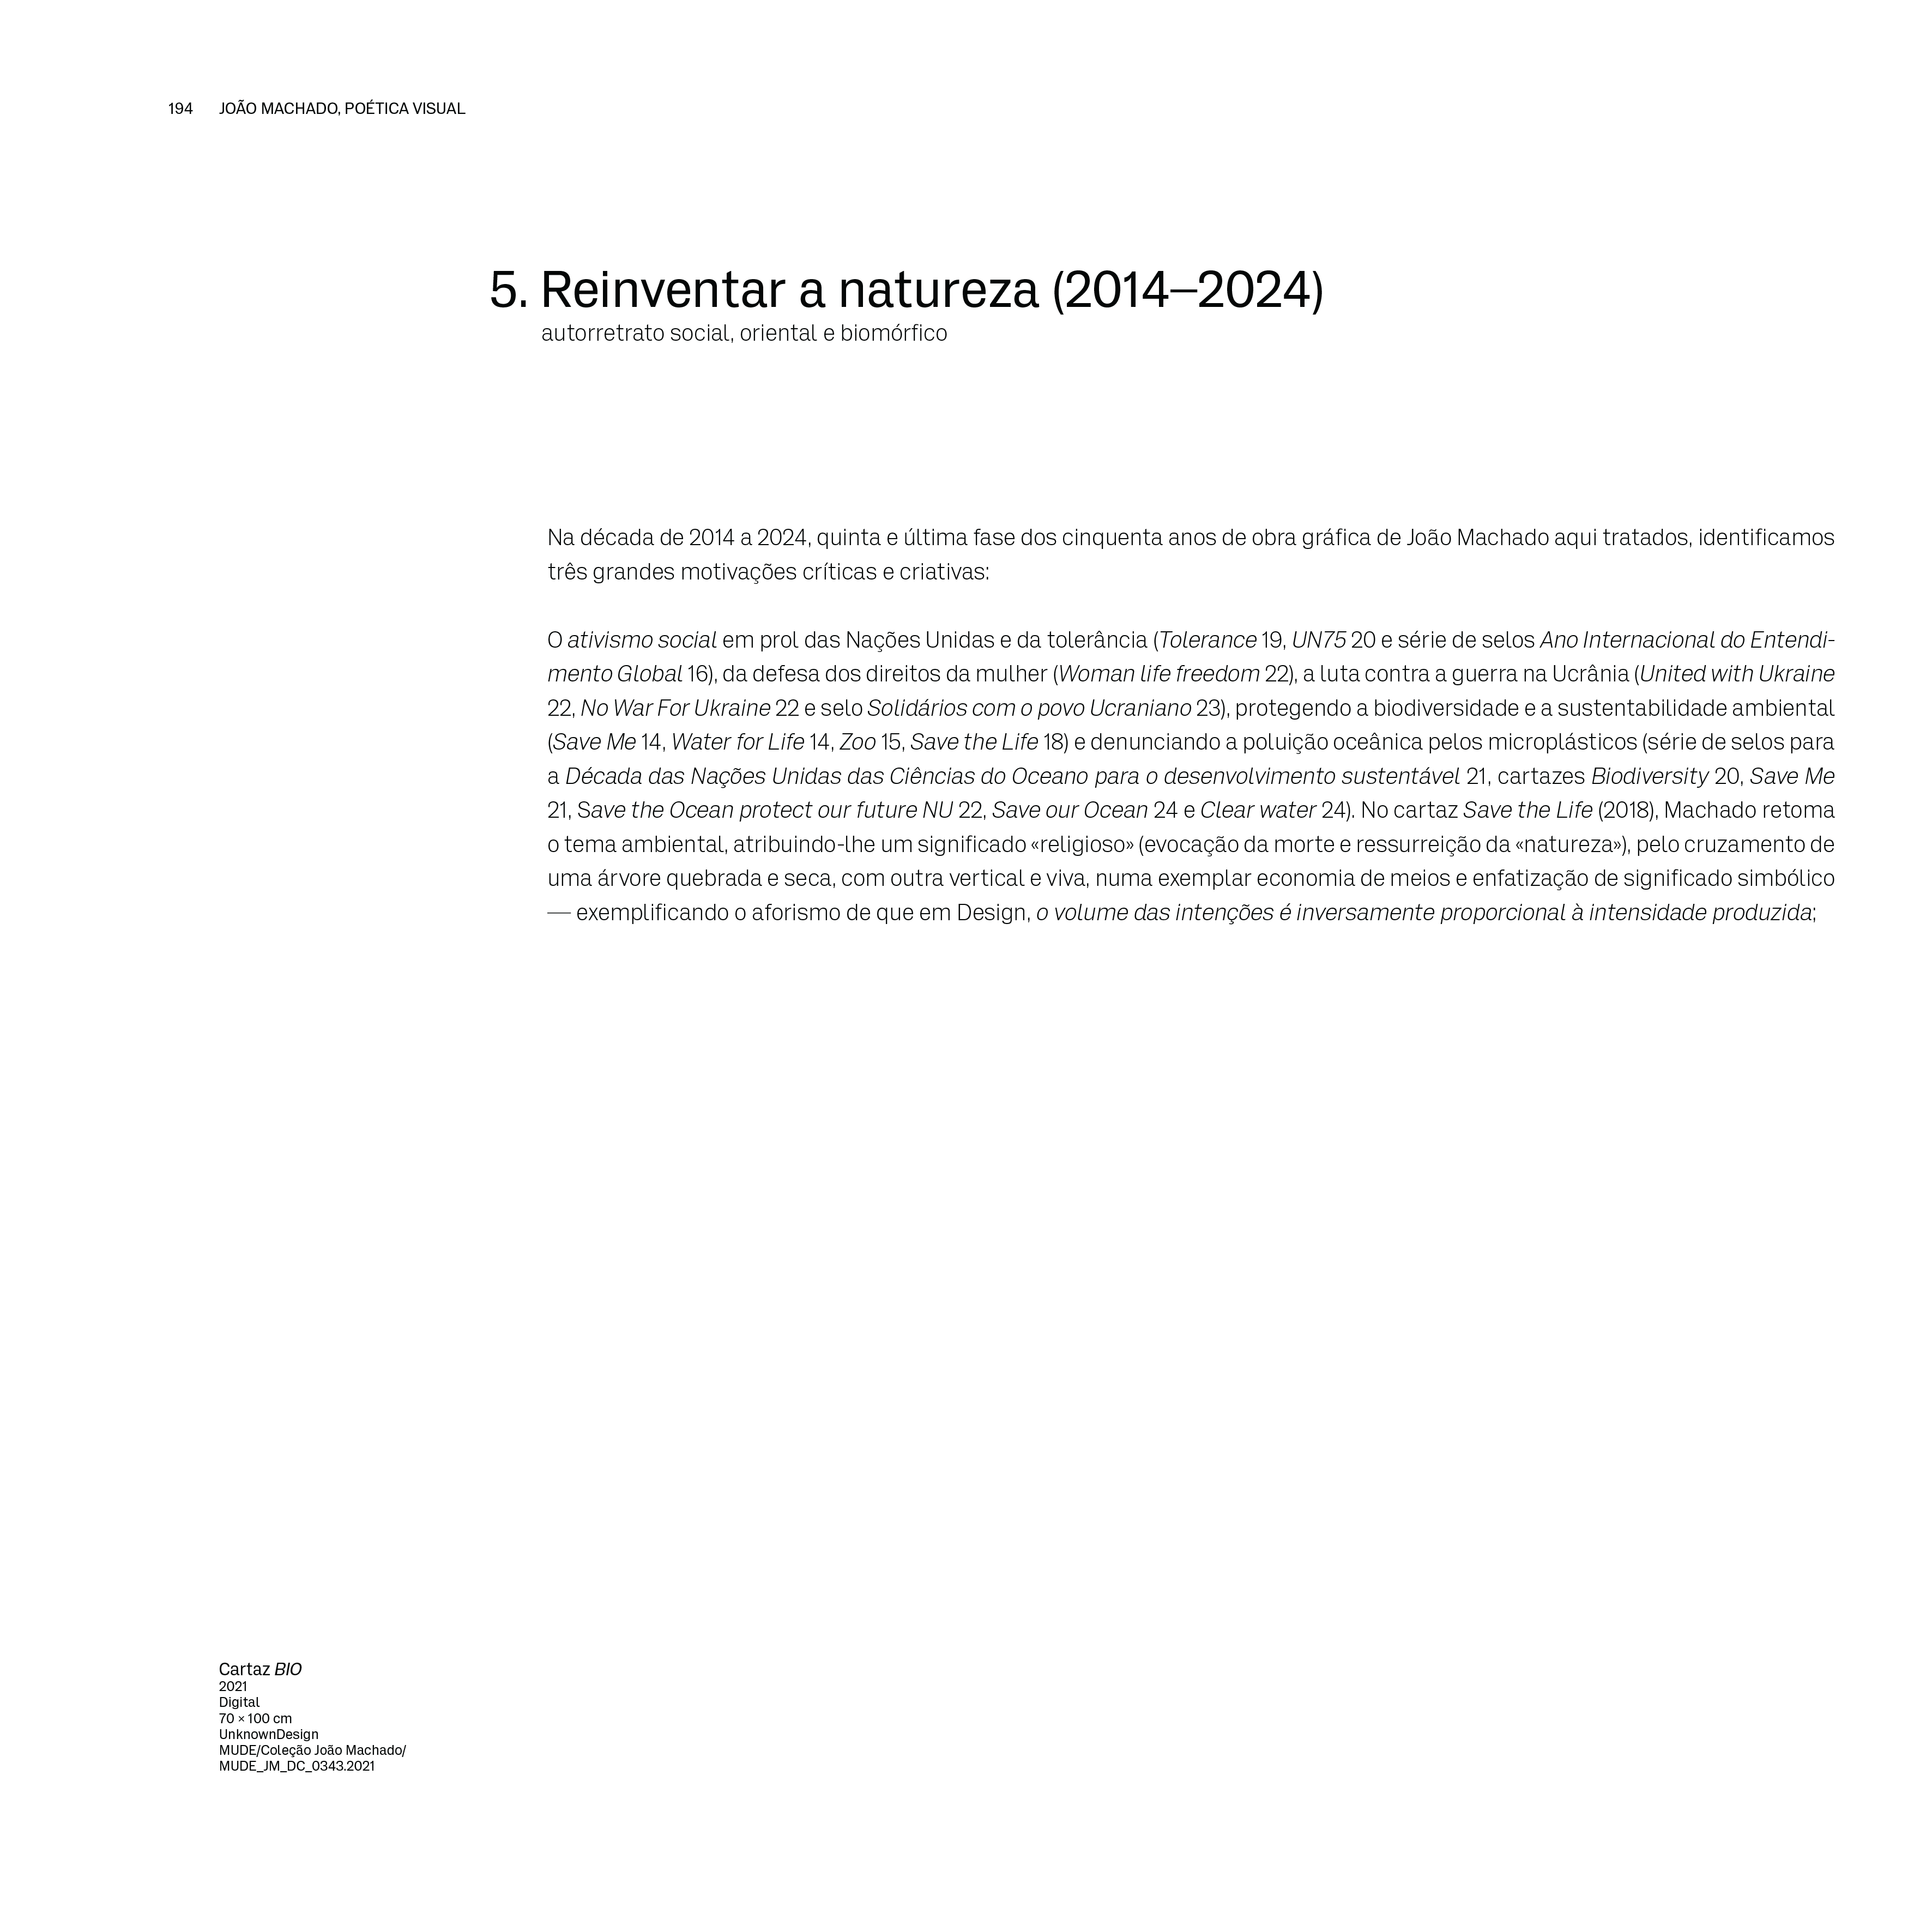 194 JOÃO MACHADO, POÉTICA VISUAL
5. Reinventar a natureza (2014—2024)
autorretrato social, oriental e biomórfico
Na década de 2014 a 2024, quinta e última fase dos cinquenta anos de obra gráfica de João Machado aqui tratados, identificamos
três grandes motivações críticas e criativas:
O ativismo social em prol das Nações Unidas e da tolerância (Tolerance 19, UN75 20 e série de selos Ano Internacional do Entendi-
mento Global 16), da defesa dos direitos da mulher (Woman life freedom 22), a luta contra a guerra na Ucrânia (United with Ukraine
22, No War For Ukraine 22 e selo Solidários com o povo Ucraniano 23), protegendo a biodiversidade e a sustentabilidade ambiental
(Save Me 14, Water for Life 14, Zoo 15, Save the Life 18) e denunciando a poluição oceânica pelos microplásticos (série de selos para
a Década das Nações Unidas das Ciências do Oceano para o desenvolvimento sustentável 21, cartazes Biodiversity 20, Save Me
21, Save the Ocean protect our future NU 22, Save our Ocean 24 e Clear water 24). No cartaz Save the Life (2018), Machado retoma
o tema ambiental, atribuindo-lhe um significado «religioso» (evocação da morte e ressurreição da «natureza»), pelo cruzamento de
uma árvore quebrada e seca, com outra vertical e viva, numa exemplar economia de meios e enfatização de significado simbólico
— exemplificando o aforismo de que em Design, o volume das intenções é inversamente proporcional à intensidade produzida;
Cartaz BIO
2021
Digital
70 × 100 cm
UnknownDesign
MUDE/Coleção João Machado/
MUDE_JM_DC_0343.2021